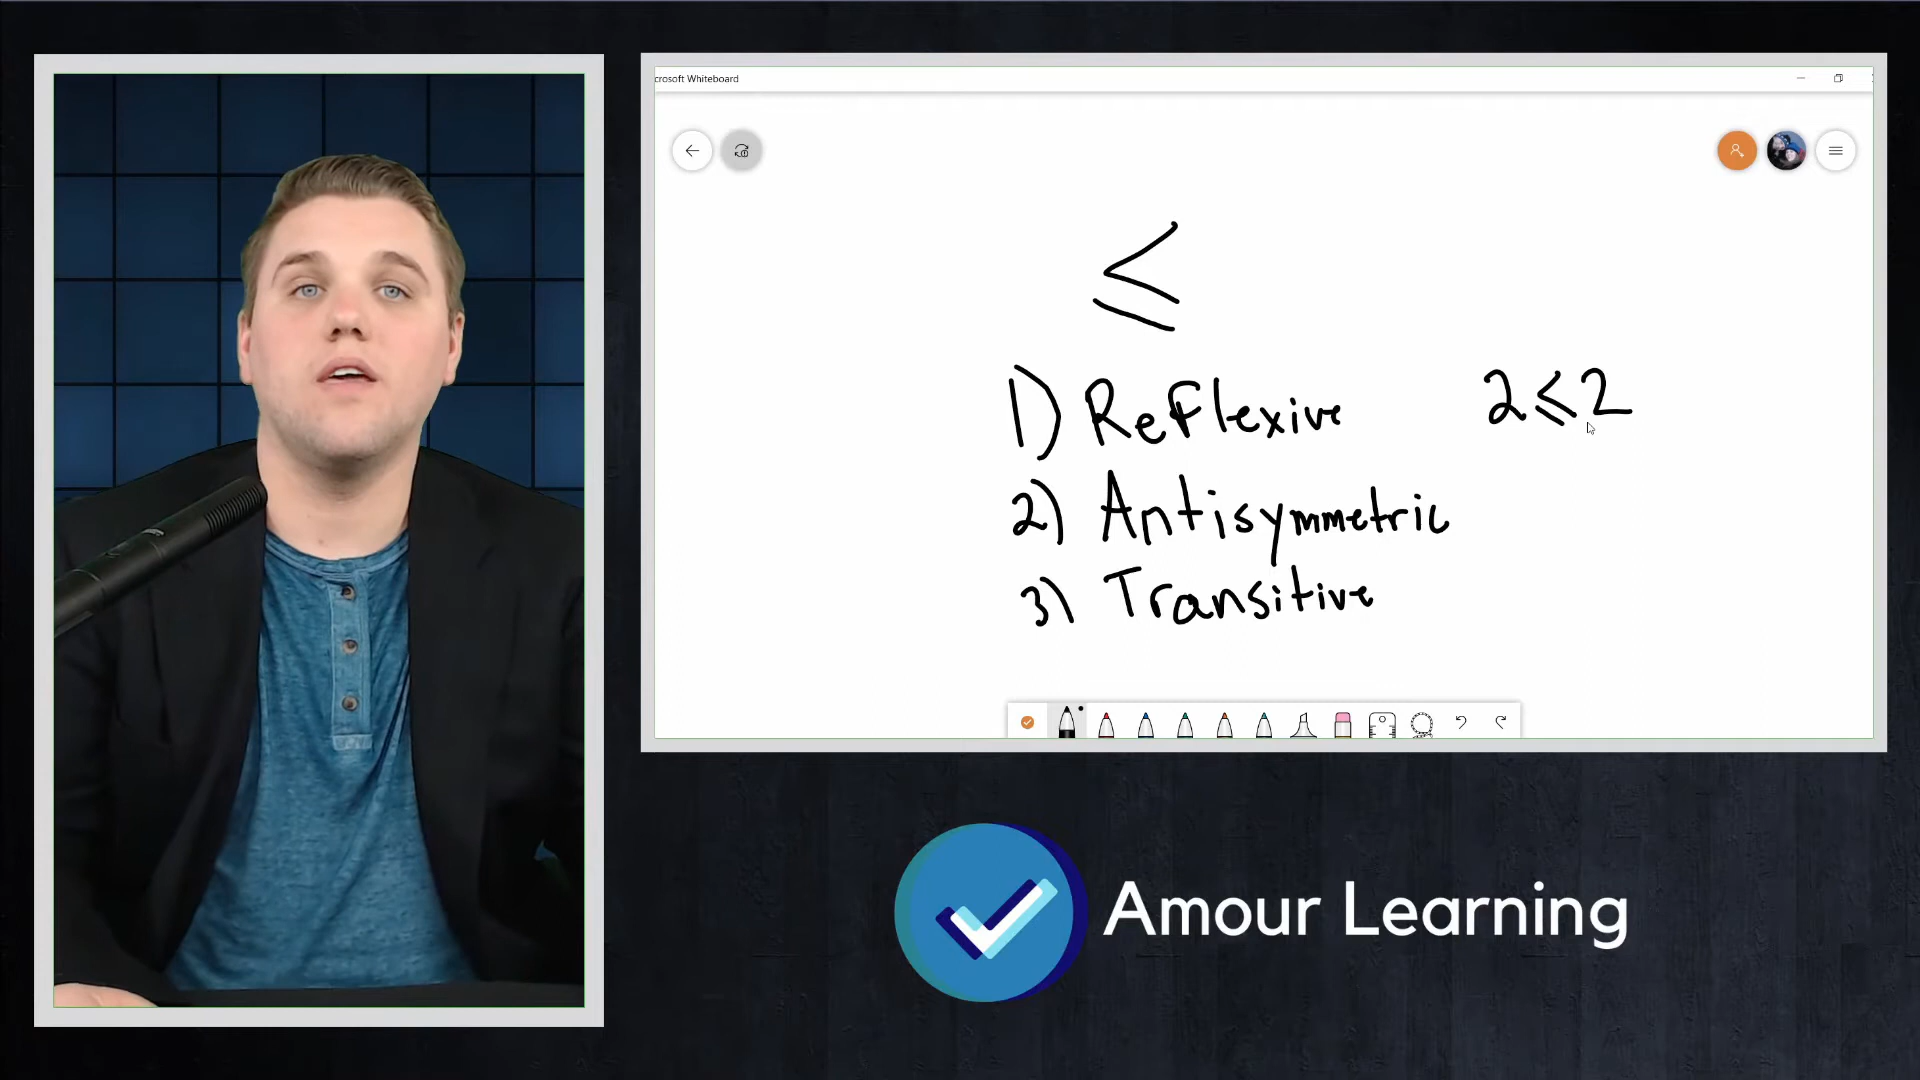 crosoft Whiteboard
≤
1) Reflexive 2≤2
2) Antisymmetric
3) Transitive
Amour Learning